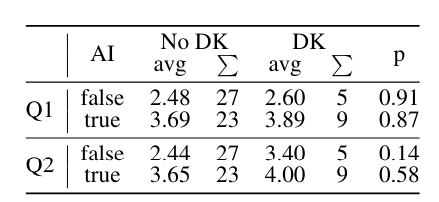 AI No DK avg ∑ DK avg ∑ p
Q1 false 2.48 27 2.60 5 0.91
true 3.69 23 3.89 9 0.87
Q2 false 2.44 27 3.40 5 0.14
true 3.65 23 4.00 9 0.58